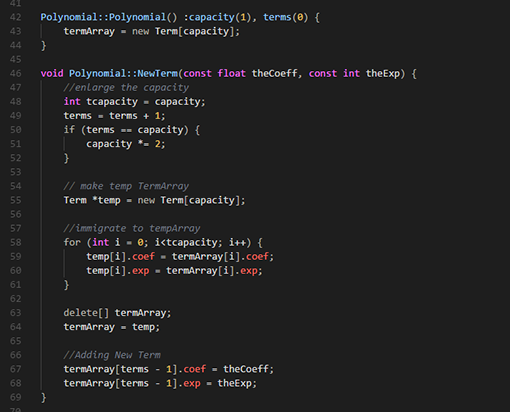 41
42 Polynomial::Polynomial() :capacity(1), terms(0) {
43     termArray = new Term[capacity];
44 }
45
46 void Polynomial::NewTerm(const float theCoeff, const int theExp) {
47     //enlarge the capacity
48     int tcapacity = capacity;
49     terms = terms + 1;
50     if (terms == capacity) {
51         capacity *= 2;
52     }
53
54     // make temp TermArray
55     Term *temp = new Term[capacity];
56
57     //immigrate to tempArray
58     for (int i = 0; i<tcapacity; i++) {
59         temp[i].coef = termArray[i].coef;
60         temp[i].exp = termArray[i].exp;
61     }
62
63     delete[] termArray;
64     termArray = temp;
65
66     //Adding New Term
67     termArray[terms - 1].coef = theCoeff;
68     termArray[terms - 1].exp = theExp;
69 }
70